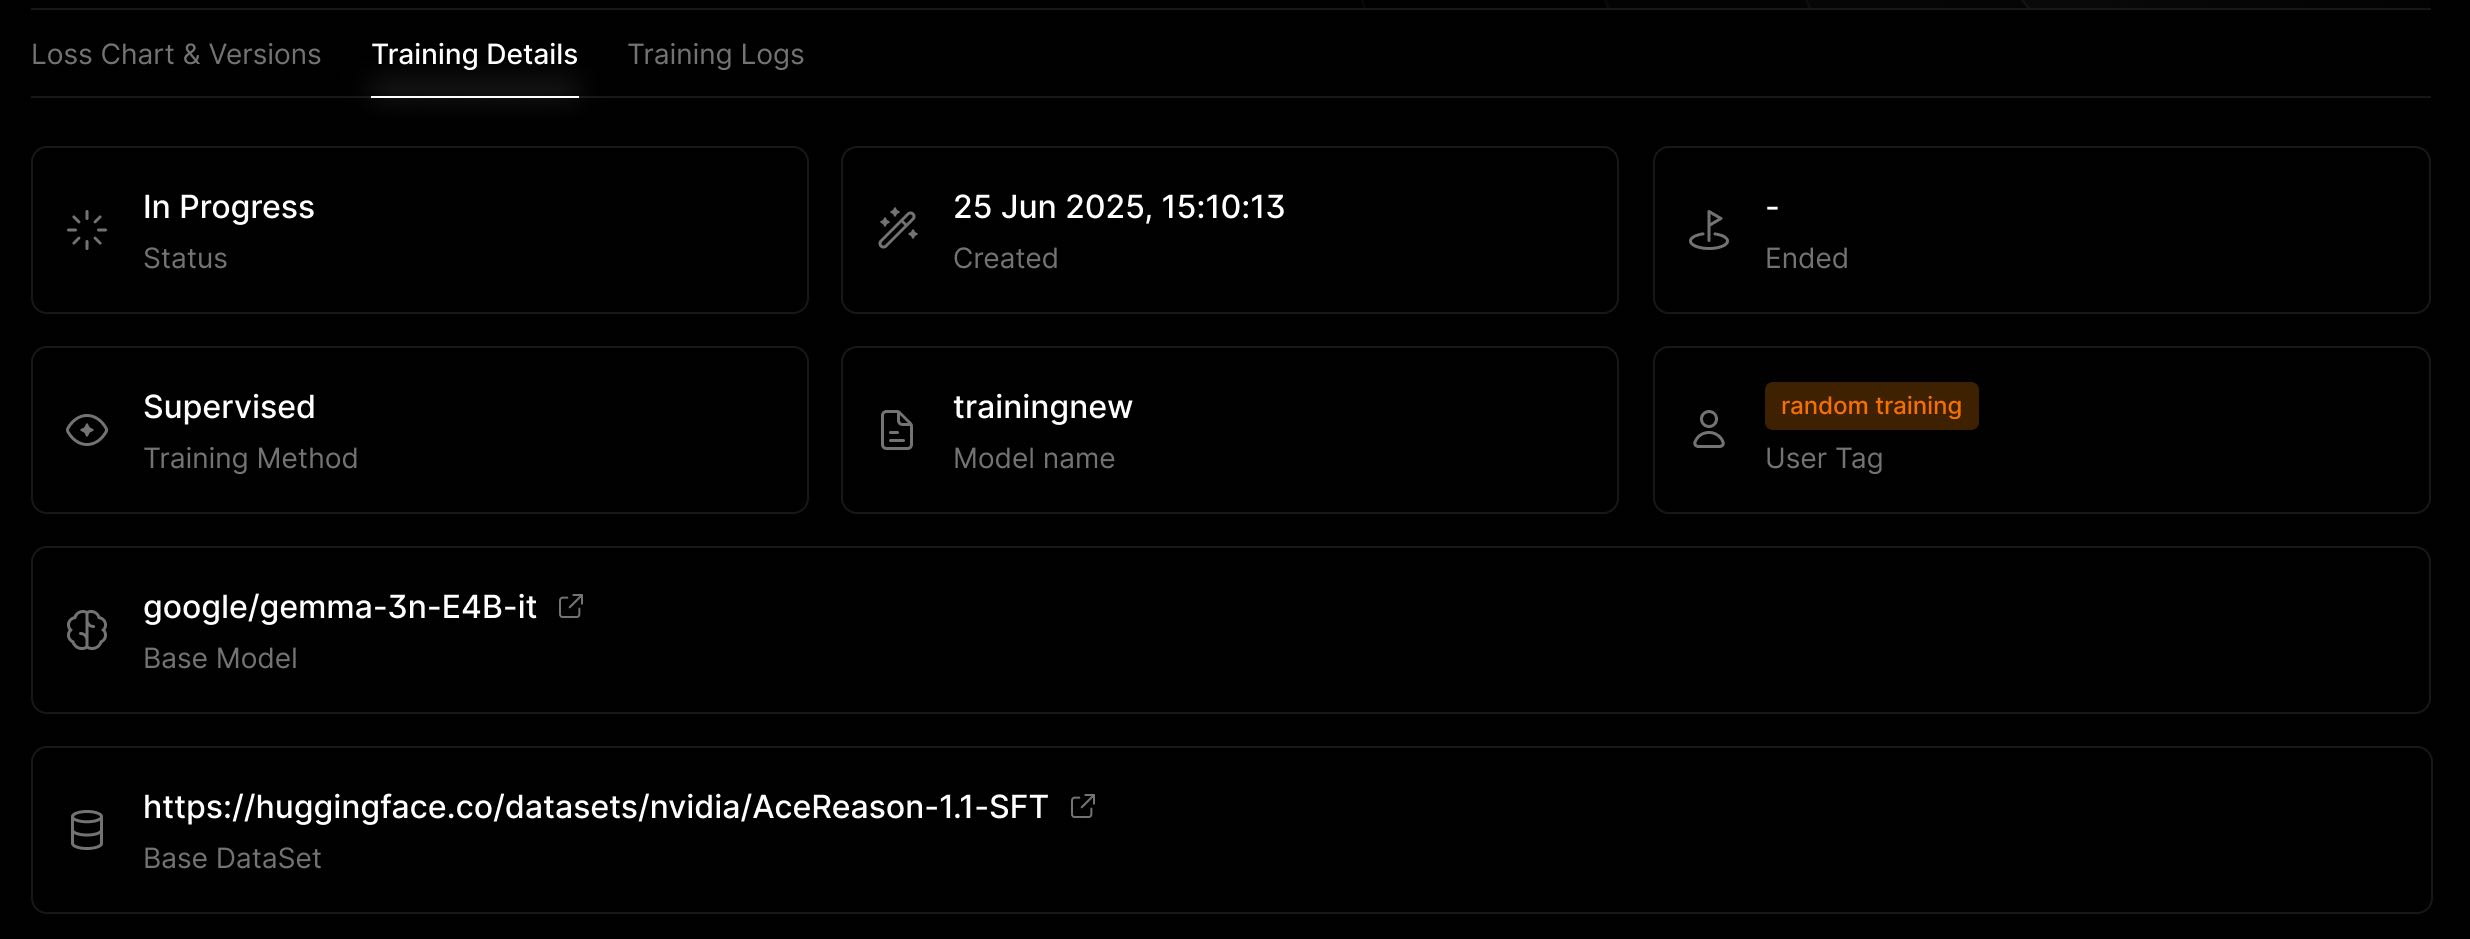 Loss Chart & Versions Training Details Training Logs
In Progress
Status
25 Jun 2025, 15:10:13
Created
-
Ended
Supervised
Training Method
trainingnew
Model name
random training
User Tag
google/gemma-3n-E4B-it
Base Model
https://huggingface.co/datasets/nvidia/AceReason-1.1-SFT
Base DataSet